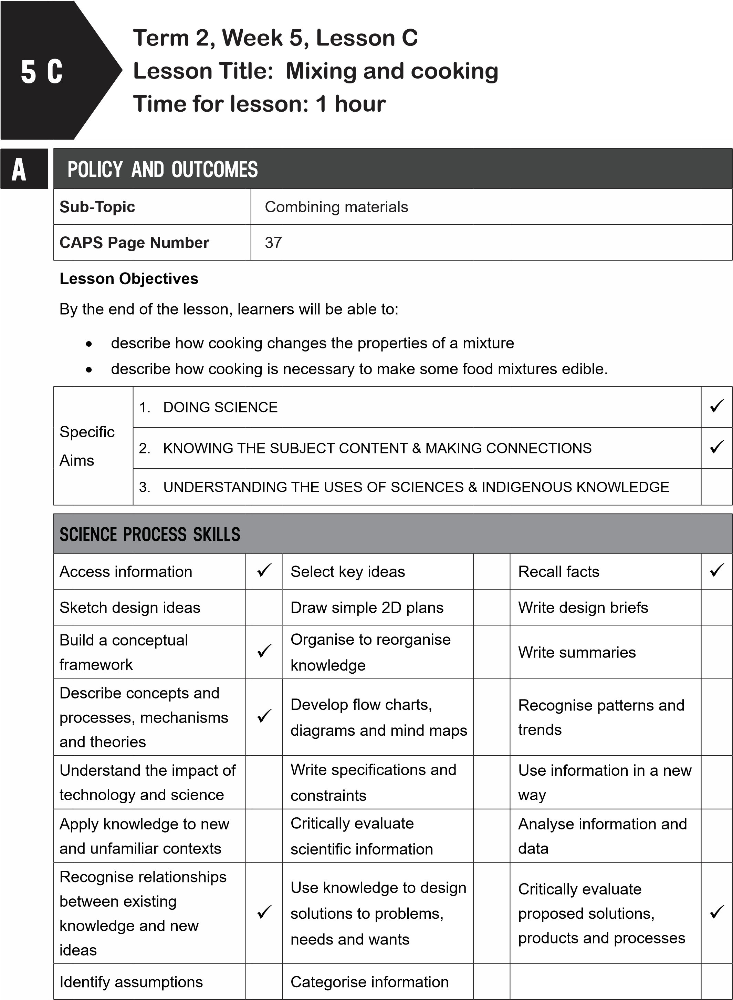 5 C
Term 2, Week 5, Lesson C
Lesson Title: Mixing and cooking
Time for lesson: 1 hour
A
POLICY AND OUTCOMES
Sub-Topic Combining materials
CAPS Page Number 37
Lesson Objectives
By the end of the lesson, learners will be able to:
• describe how cooking changes the properties of a mixture
• describe how cooking is necessary to make some food mixtures edible.
Specific
Aims
1. DOING SCIENCE ✓
2. KNOWING THE SUBJECT CONTENT & MAKING CONNECTIONS ✓
3. UNDERSTANDING THE USES OF SCIENCES & INDIGENOUS KNOWLEDGE
SCIENCE PROCESS SKILLS
Access information ✓ Select key ideas Recall facts ✓
Sketch design ideas Draw simple 2D plans Write design briefs
Build a conceptual
framework ✓
Organise to reorganise
knowledge
Write summaries
Describe concepts and
processes, mechanisms
and theories ✓
Develop flow charts,
diagrams and mind maps
Recognise patterns and
trends
Understand the impact of
technology and science
Write specifications and
constraints
Use information in a new
way
Apply knowledge to new
and unfamiliar contexts
Critically evaluate
scientific information
Analyse information and
data
Recognise relationships
between existing
knowledge and new
ideas ✓
Use knowledge to design
solutions to problems,
needs and wants
Critically evaluate
proposed solutions,
products and processes ✓
Identify assumptions Categorise information